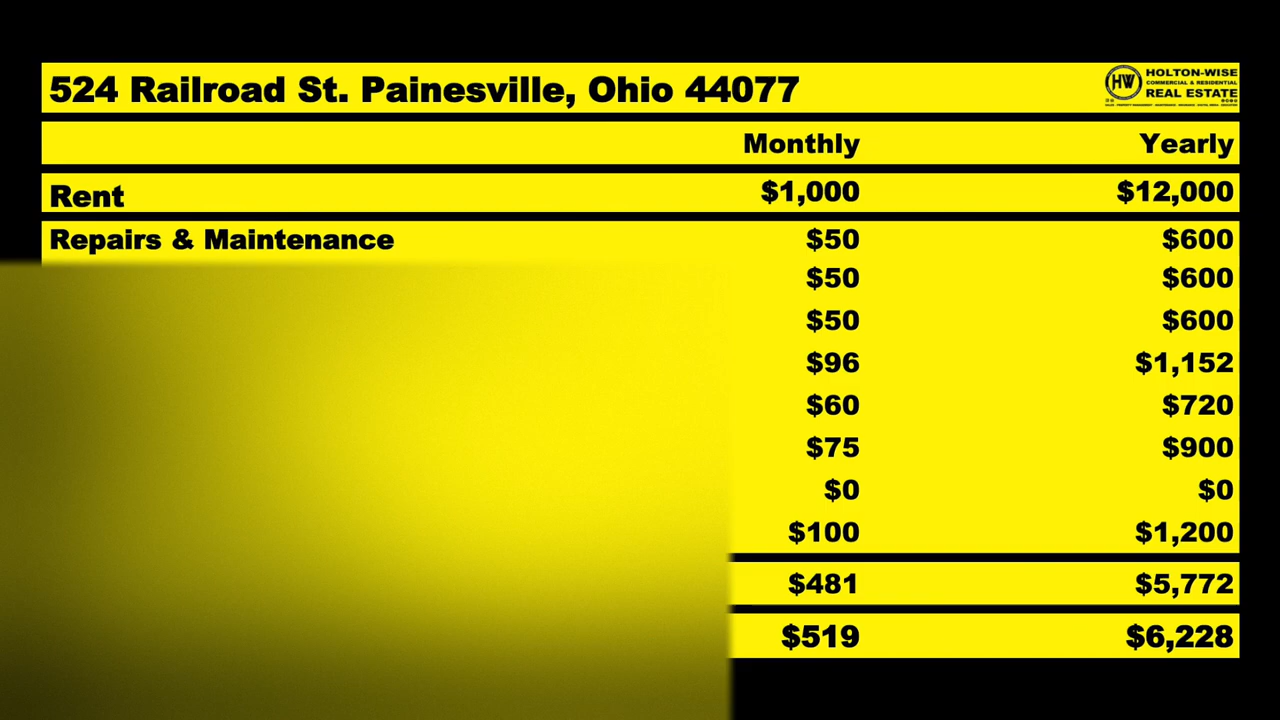 524 Railroad St. Painesville, Ohio 44077
HW HOLTON-WISE
COMMERCIAL & RESIDENTIAL
REAL ESTATE
Monthly Yearly
Rent $1,000 $12,000
Repairs & Maintenance $50 $600
$50 $600
$50 $600
$96 $1,152
$60 $720
$75 $900
$0 $0
$100 $1,200
$481 $5,772
$519 $6,228